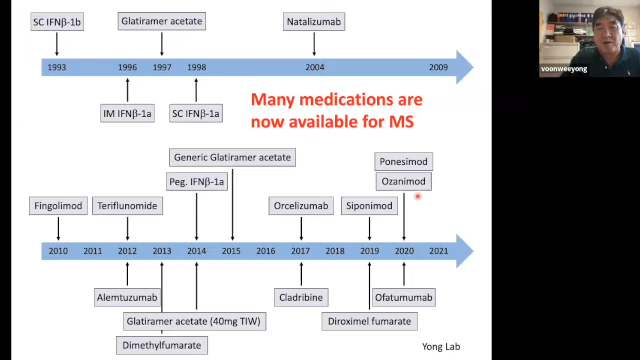 SC IFNβ-1b
Glatiramer acetate
Natalizumab
1993
1996
1997
1998
2004
2009
IM IFNβ-1a
SC IFNβ-1a
Many medications are
now available for MS
Generic Glatiramer acetate
Ponesimod
Peg. IFNβ-1a
Ozanimod
Fingolimod
Teriflunomide
Orcelizumab
Siponimod
2010
2011
2012
2013
2014
2015
2016
2017
2018
2019
2020
2021
Alemtuzumab
Cladribine
Ofatumumab
Glatiramer acetate (40mg TIW)
Diroximel fumarate
Dimethylfumarate
Yong Lab
voonweeyong